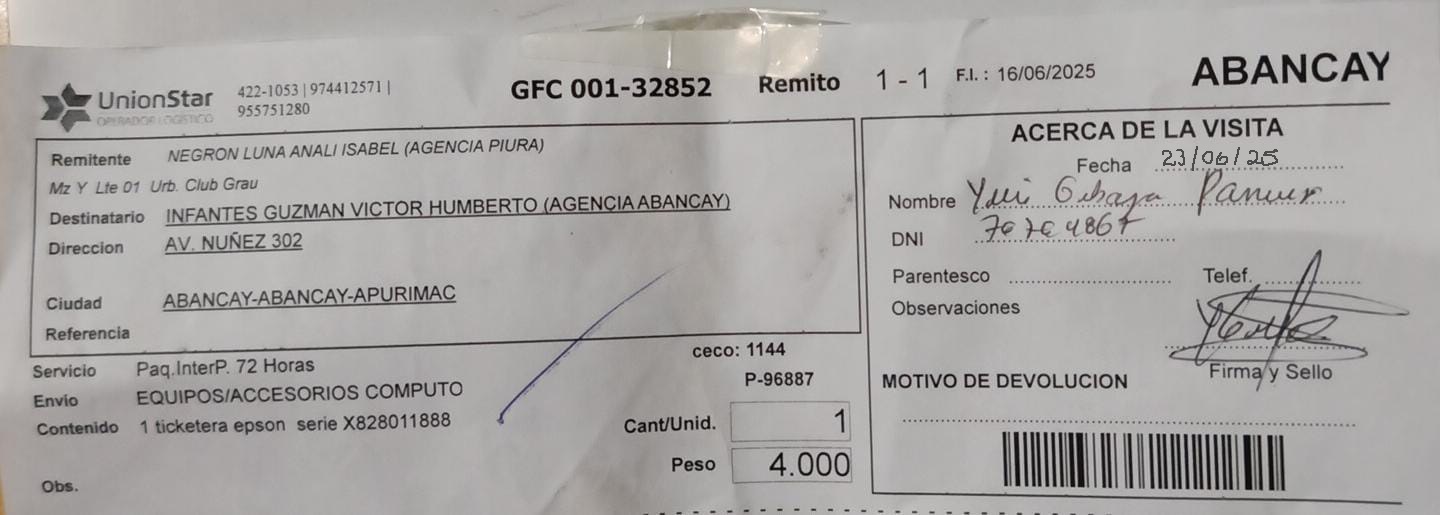 UnionStar
OPERADOR LOGÍSTICO
422-1053 | 974412571 |
955751280
GFC 001-32852 Remito 1 - 1 F.I. : 16/06/2025 ABANCAY
Remitente NEGRON LUNA ANALI ISABEL (AGENCIA PIURA)
Mz Y Lte 01 Urb. Club Grau
Destinatario INFANTES GUZMAN VICTOR HUMBERTO (AGENCIA ABANCAY)
Direccion AV. NUÑEZ 302
Ciudad ABANCAY-ABANCAY-APURIMAC
Referencia
Servicio Paq.InterP. 72 Horas
Envio EQUIPOS/ACCESORIOS COMPUTO
Contenido 1 ticketera epson serie X828011888
Obs.
ceco: 1144
P-96887
Cant/Unid. 1
Peso 4.000
ACERCA DE LA VISITA
Fecha 23/06/25
Nombre
DNI
Parentesco Telef.
Observaciones
Firma y Sello
MOTIVO DE DEVOLUCION